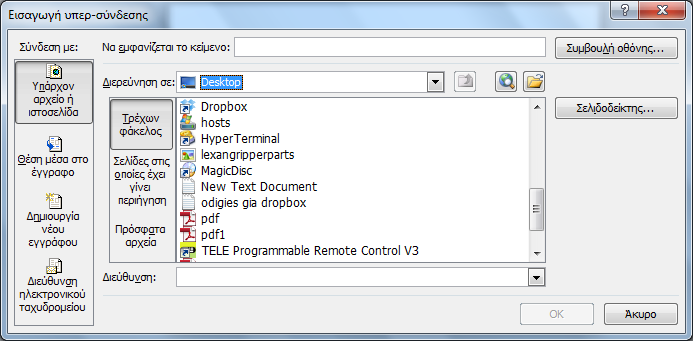 Εισαγωγή υπερ-σύνδεσης
Σύνδεση με:
Να εμφανίζεται το κείμενο:
Συμβουλή οθόνης...
Υπάρχον
αρχείο ή
ιστοσελίδα
Θέση μέσα στο
έγγραφο
Δημιουργία
νέου
εγγράφου
Διεύθυνση
ηλεκτρονικού
ταχυδρομείου
Διερεύνηση σε:
Desktop
Σελιδοδείκτης...
Τρέχων
φάκελος
Σελίδες στις
οποίες έχει
γίνει
περιήγηση
Πρόσφατα
αρχεία
Dropbox
hosts
HyperTerminal
lexangripperparts
MagicDisc
New Text Document
odigies gia dropbox
pdf
pdf1
TELE Programmable Remote Control V3
Διεύθυνση:
OK
Άκυρο